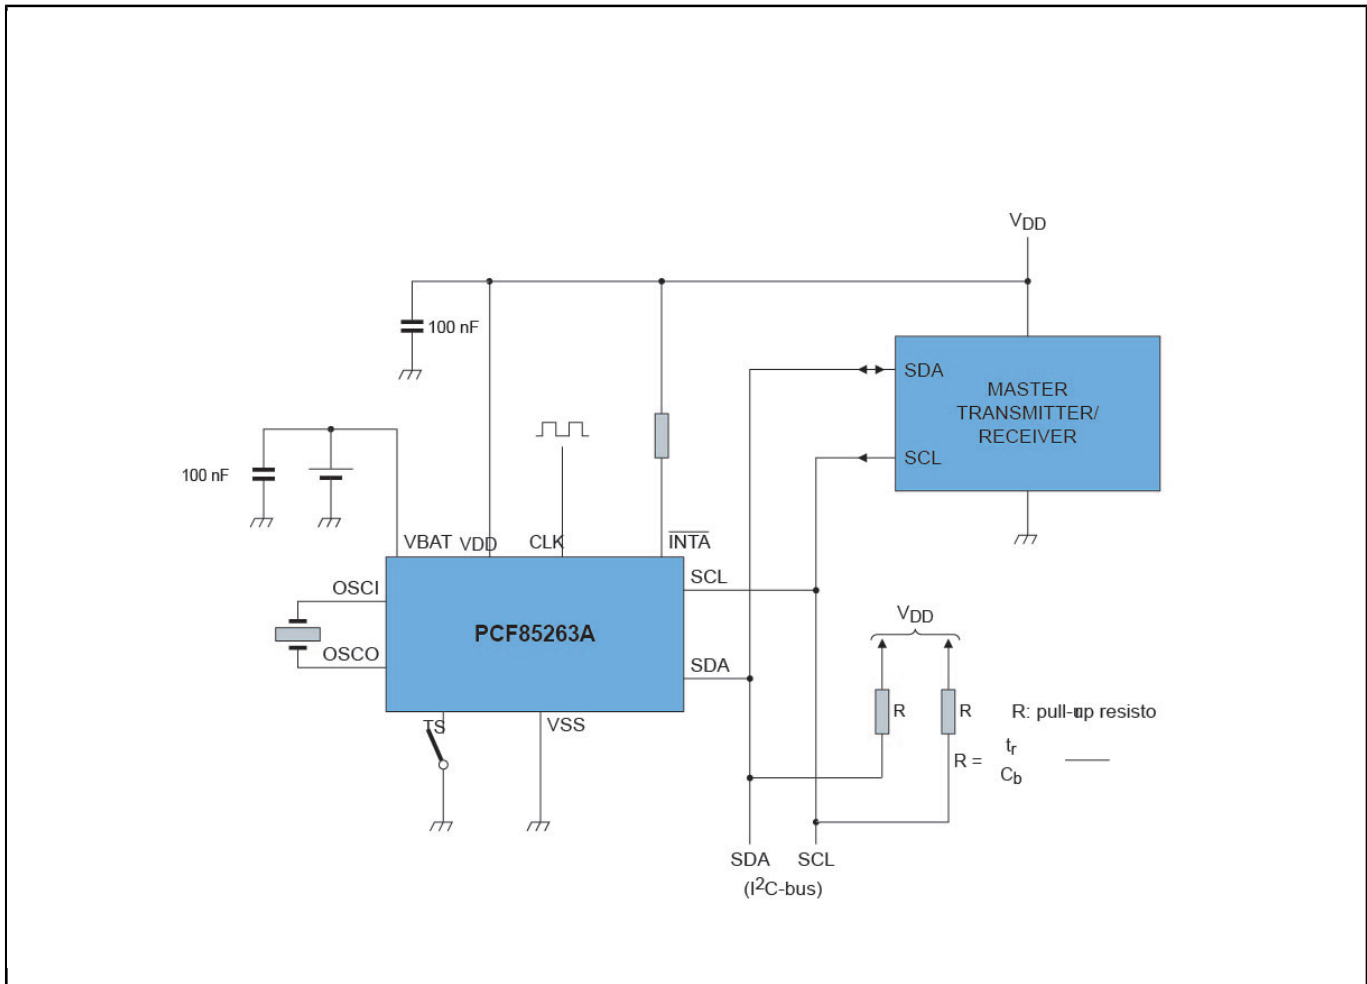 VDD
100 nF
SDA
MASTER
TRANSMITTER/
RECEIVER
SCL
100 nF
VBAT
VDD
CLK
INTA
OSCI
SCL
PCF85263A
OSCO
SDA
VDD
TS
VSS
R
R
R: pull-up resisto
R =
tr
Cb
SDA
SCL
(I2C-bus)